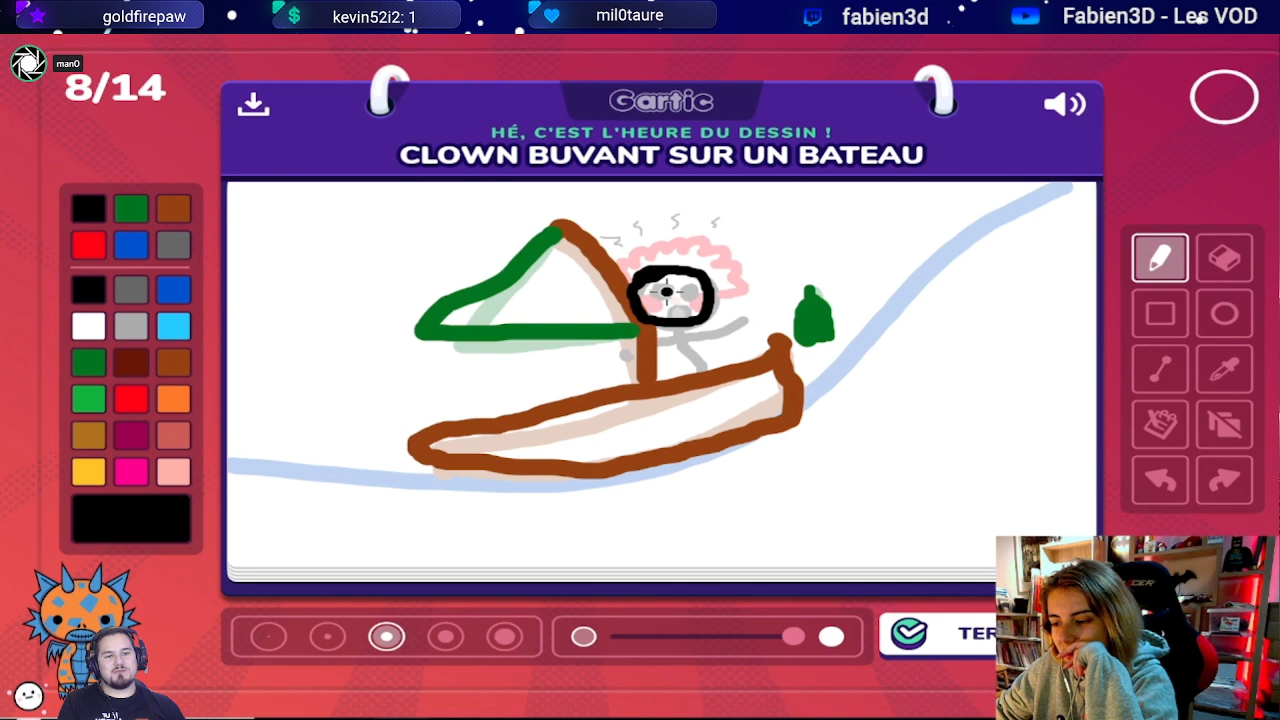 goldfirepaw
kevin52i2: 1
mil0taure
fabien3d
Fabien3D - Les VOD
man0
8/14
Gartic
HÉ, C'EST L'HEURE DU DESSIN !
CLOWN BUVANT SUR UN BATEAU
TER